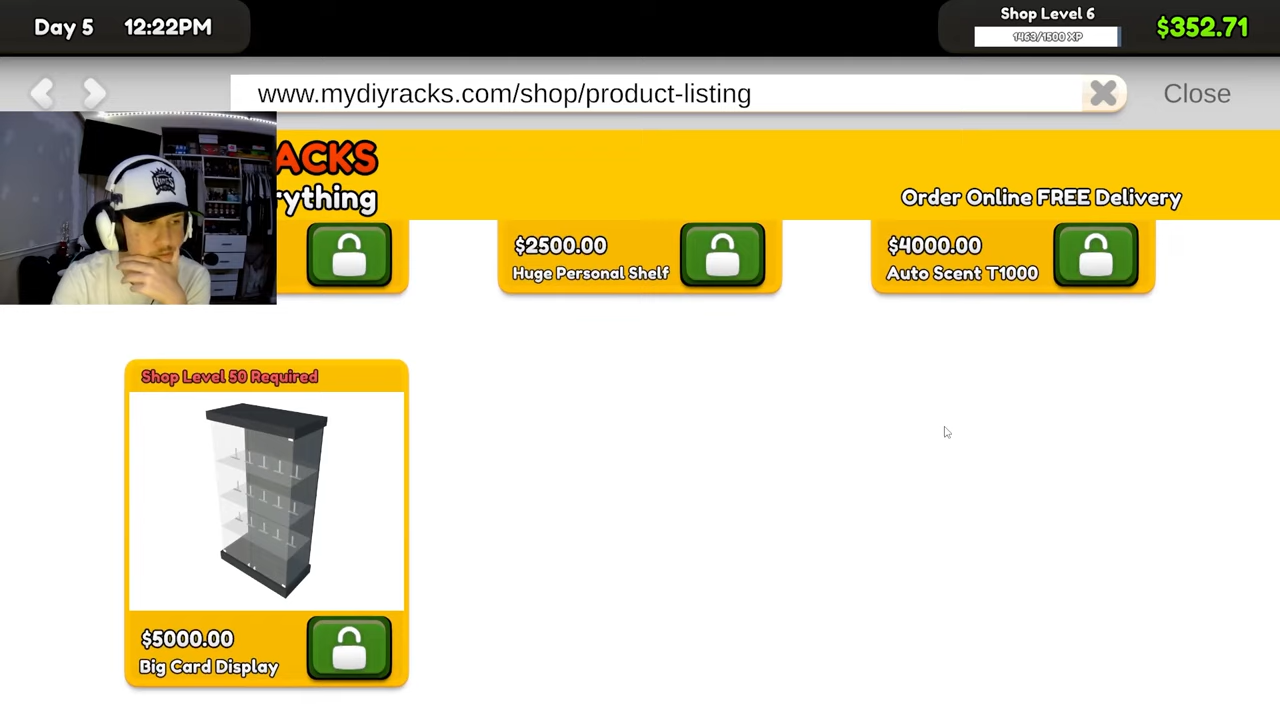 Day 5 12:22PM
Shop Level 6
1463/1500 XP
$352.71
www.mydiyracks.com/shop/product-listing
Close
ACKS
rything
Order Online FREE Delivery
$2500.00
Huge Personal Shelf
$4000.00
Auto Scent T1000
Shop Level 50 Required
$5000.00
Big Card Display